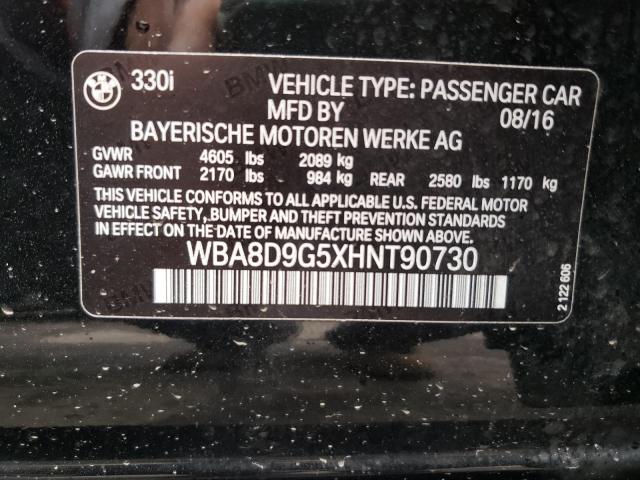 330i VEHICLE TYPE: PASSENGER CAR
MFD BY 08/16
BAYERISCHE MOTOREN WERKE AG
GVWR 4605 lbs 2089 kg
GAWR FRONT 2170 lbs 984 kg REAR 2580 lbs 1170 kg
THIS VEHICLE CONFORMS TO ALL APPLICABLE U.S. FEDERAL MOTOR
VEHICLE SAFETY, BUMPER AND THEFT PREVENTION STANDARDS
IN EFFECT ON THE DATE OF MANUFACTURE SHOWN ABOVE.
WBA8D9G5XHNT90730
2 122 606